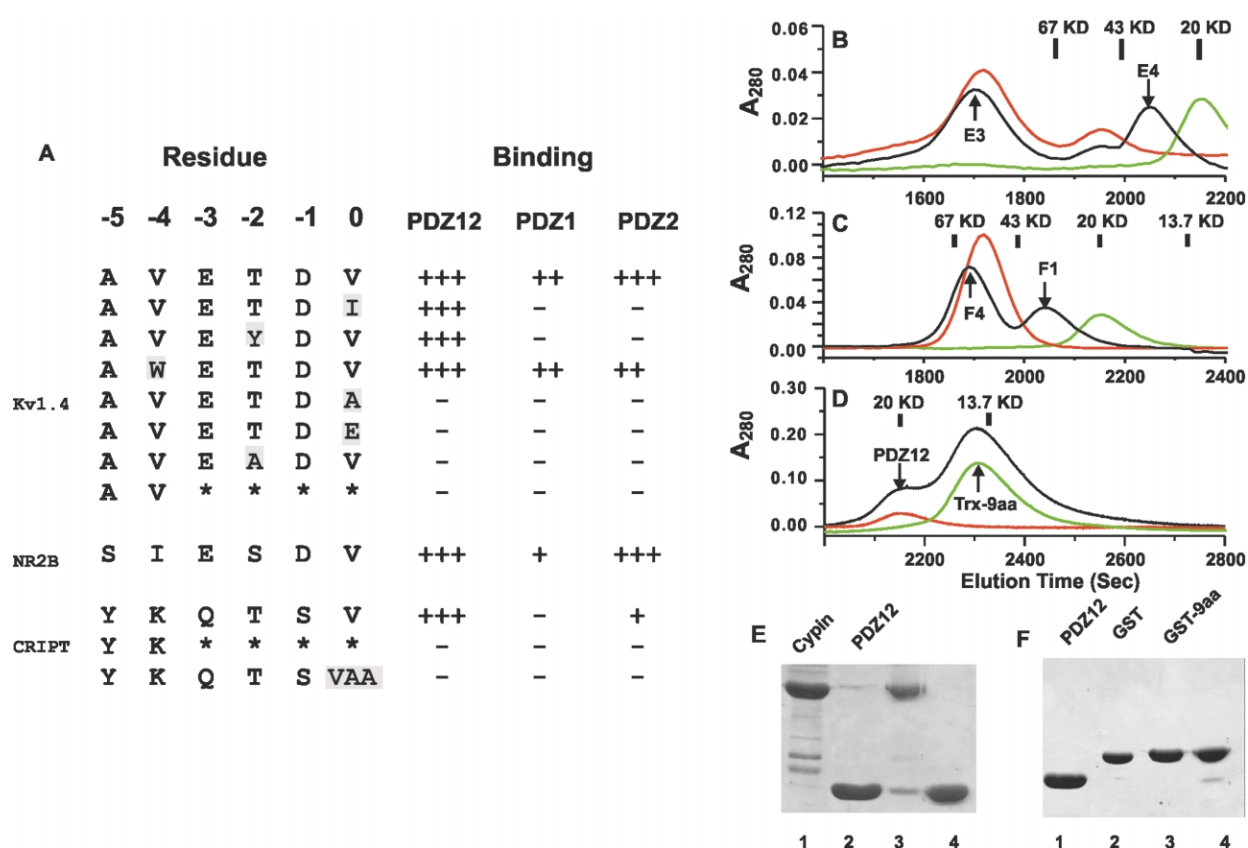 A Residue Binding
-5 -4 -3 -2 -1 0 PDZ12 PDZ1 PDZ2
A V E T D V +++ ++ +++
A V E T D I +++ – –
A V E Y D V +++ – –
A W E T D V +++ ++ ++
Kv1.4 A V E T D A – – –
A V E T D E – – –
A V E A D V – – –
A V * * * * – – –
NR2B S I E S D V +++ + +++
Y K Q T S V +++ – +
CRIPT Y K * * * * – – –
Y K Q T S VAA – – –
B 67 KD 43 KD 20 KD
0.06
0.04
0.02
0.00
A280
E3
E4
1600 1800 2000 2200
C 67 KD 43 KD 20 KD 13.7 KD
0.12
0.08
0.04
0.00
A280
F4
F1
1800 2000 2200 2400
D 20 KD 13.7 KD
0.30
0.20
0.10
0.00
A280
PDZ12
Trx-9aa
2200 2400 2600 2800
Elution Time (Sec)
E Cypin PDZ12
1 2 3 4
F PDZ12 GST GST-9aa
1 2 3 4